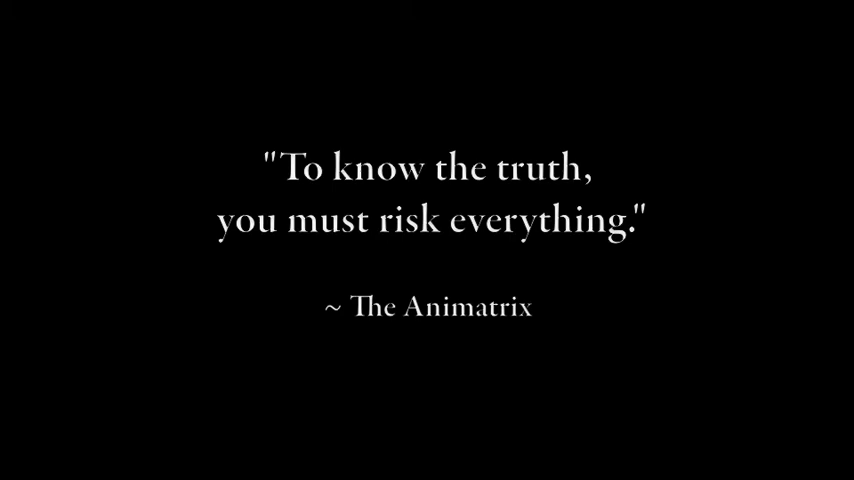 "To know the truth,
you must risk everything."
~ The Animatrix